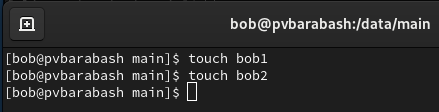 bob@pvbarabash:/data/main
[bob@pvbarabash main]$ touch bob1
[bob@pvbarabash main]$ touch bob2
[bob@pvbarabash main]$